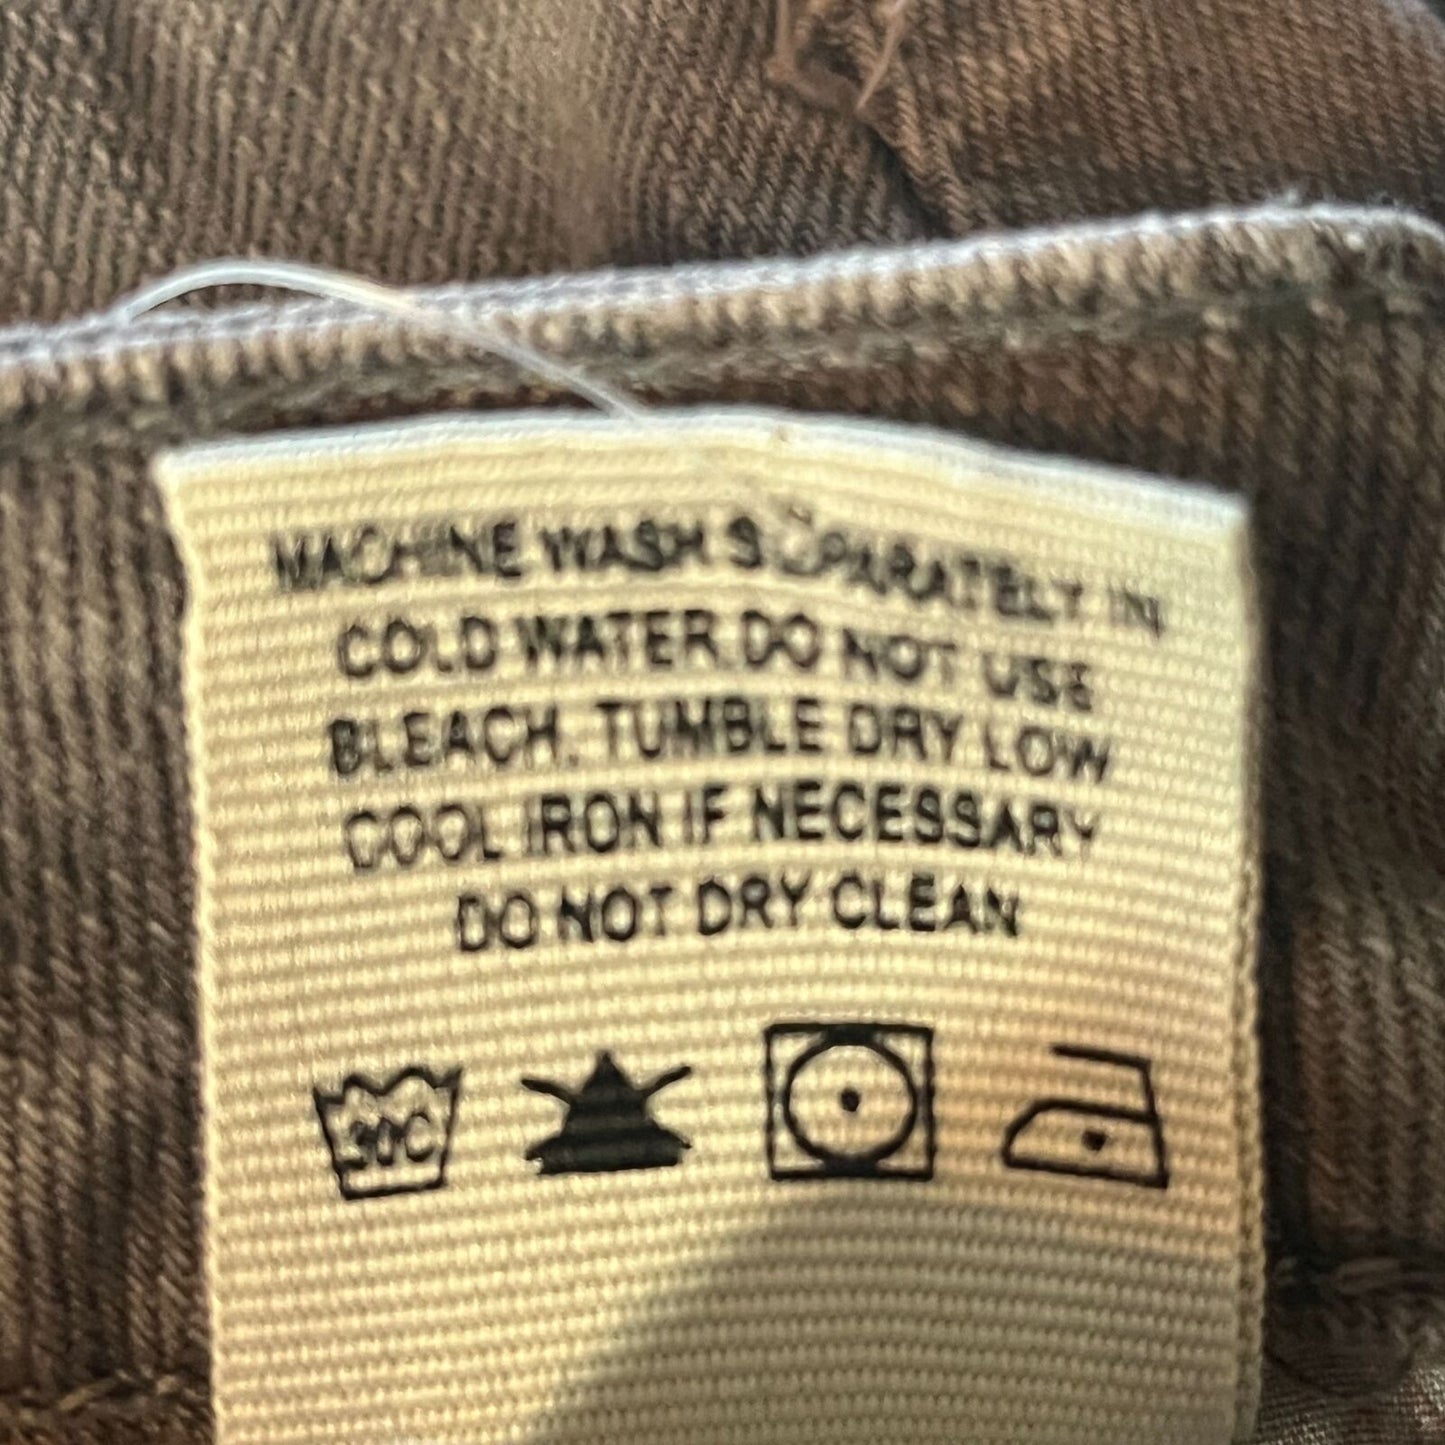 MACHINE WASH SEPARATELY IN
COLD WATER.DO NOT USE
BLEACH. TUMBLE DRY LOW
COOL IRON IF NECESSARY
DO NOT DRY CLEAN
30C